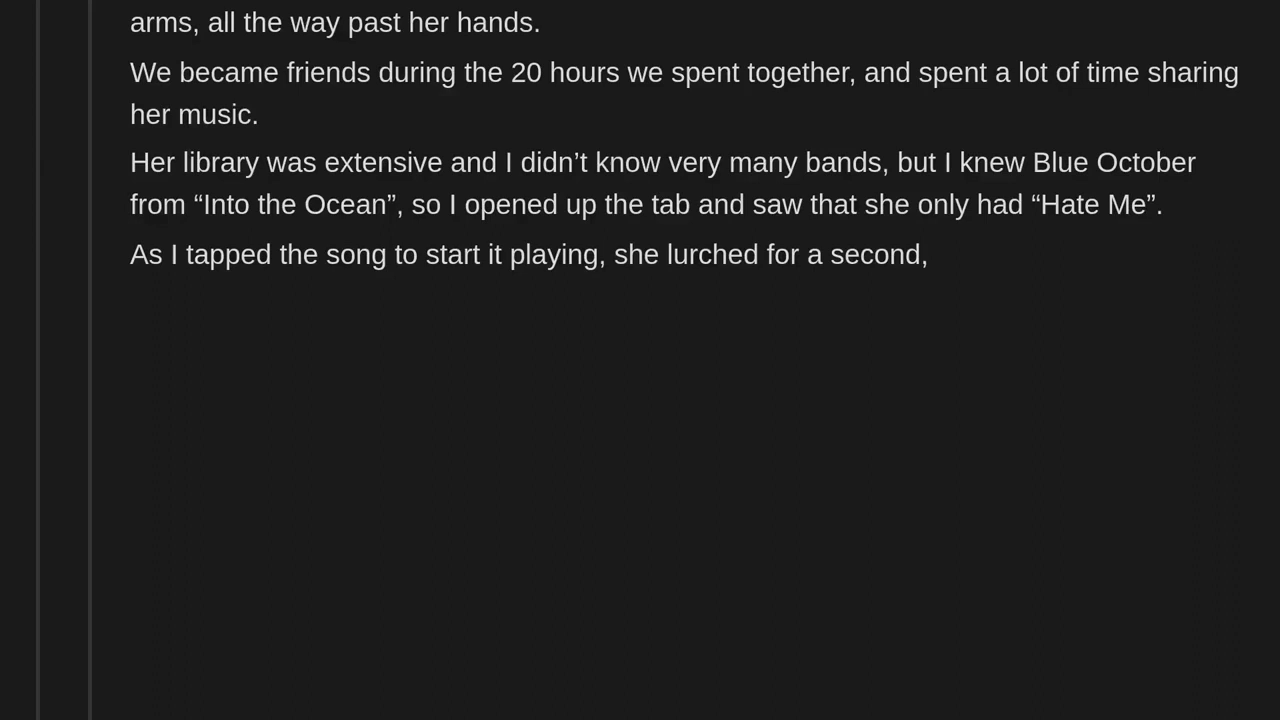 arms, all the way past her hands.
We became friends during the 20 hours we spent together, and spent a lot of time sharing
her music.
Her library was extensive and I didn’t know very many bands, but I knew Blue October
from “Into the Ocean”, so I opened up the tab and saw that she only had “Hate Me”.
As I tapped the song to start it playing, she lurched for a second,